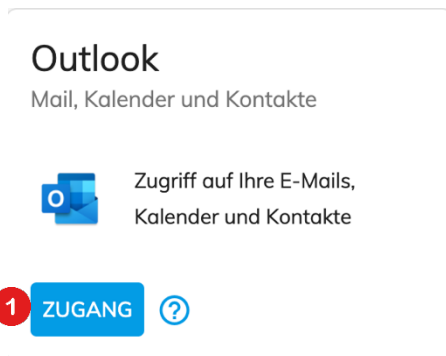 Outlook
Mail, Kalender und Kontakte
O
Zugriff auf Ihre E-Mails,
Kalender und Kontakte
1 ZUGANG ?